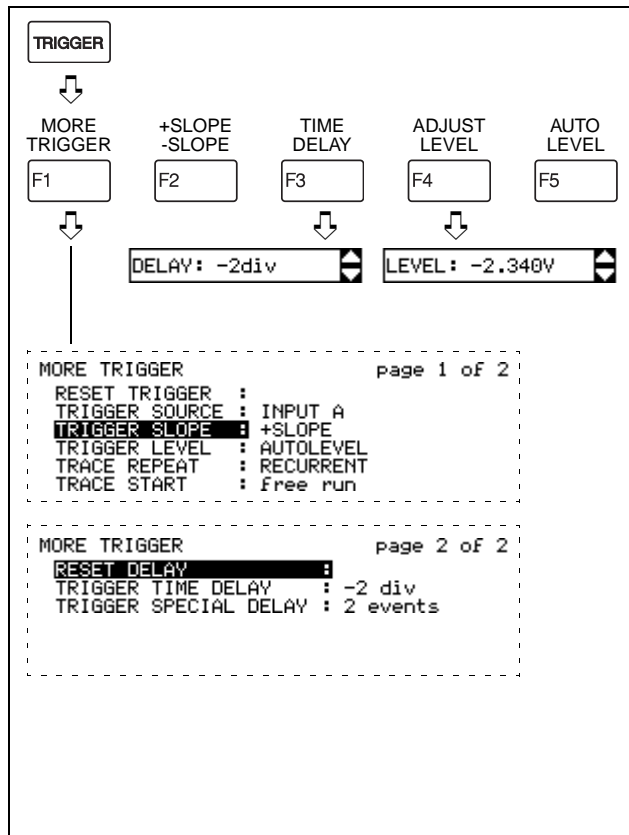 TRIGGER
MORE TRIGGER
+SLOPE -SLOPE
TIME DELAY
ADJUST LEVEL
AUTO LEVEL
F1
F2
F3
F4
F5
DELAY: -2div
LEVEL: -2.340V
MORE TRIGGER page 1 of 2
RESET TRIGGER :
TRIGGER SOURCE : INPUT A
TRIGGER SLOPE : +SLOPE
TRIGGER LEVEL : AUTOLEVEL
TRACE REPEAT : RECURRENT
TRACE START : free run
MORE TRIGGER page 2 of 2
RESET DELAY :
TRIGGER TIME DELAY : -2 div
TRIGGER SPECIAL DELAY : 2 events